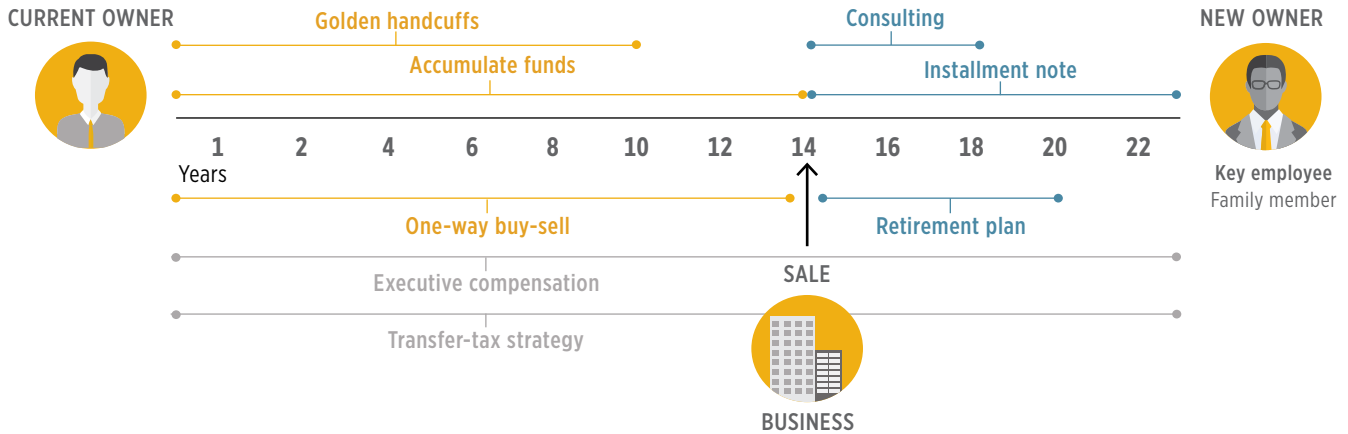 CURRENT OWNER
Golden handcuffs
Consulting
NEW OWNER
Accumulate funds
Installment note
1 2 4 6 8 10 12 14 16 18 20 22
Years
Key employee
Family member
One-way buy-sell
Retirement plan
SALE
Executive compensation
Transfer-tax strategy
BUSINESS